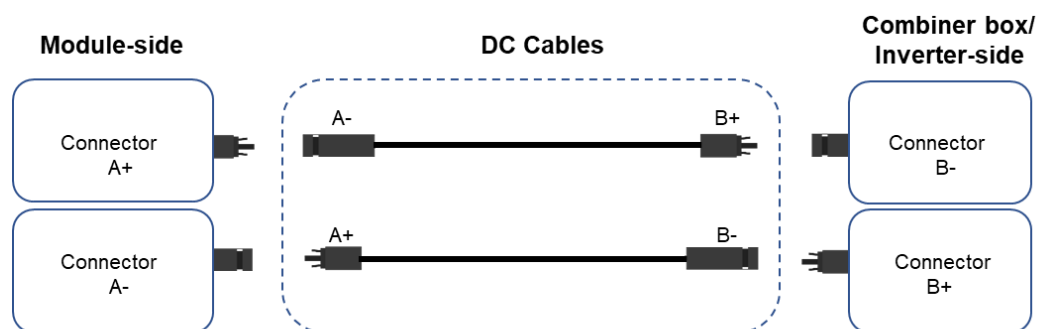 Module-side
DC Cables
Combiner box/
Inverter-side
Connector
A+
A-
B+
Connector
B-
Connector
A-
A+
B-
Connector
B+